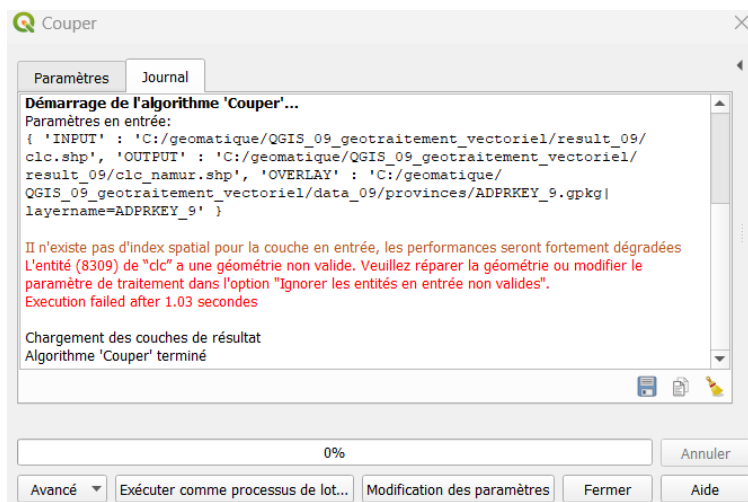 Couper
Paramètres Journal
Démarrage de l'algorithme 'Couper'...
Paramètres en entrée:
{ 'INPUT' : 'C:/geomatique/QGIS_09_geotraitement_vectoriel/result_09/
clc.shp', 'OUTPUT' : 'C:/geomatique/QGIS_09_geotraitement_vectoriel/
result_09/clc_namur.shp', 'OVERLAY' : 'C:/geomatique/
QGIS_09_geotraitement_vectoriel/data_09/provinces/ADPRKEY_9.gpkg|
layername=ADPRKEY_9' }
II n'existe pas d'index spatial pour la couche en entrée, les performances seront fortement dégradées
L'entité (8309) de “clc” a une géométrie non valide. Veuillez réparer la géométrie ou modifier le
paramètre de traitement dans l'option "Ignorer les entités en entrée non valides".
Execution failed after 1.03 secondes
Chargement des couches de résultat
Algorithme 'Couper' terminé
0% Annuler
Avancé Exécuter comme processus de lot... Modification des paramètres Fermer Aide